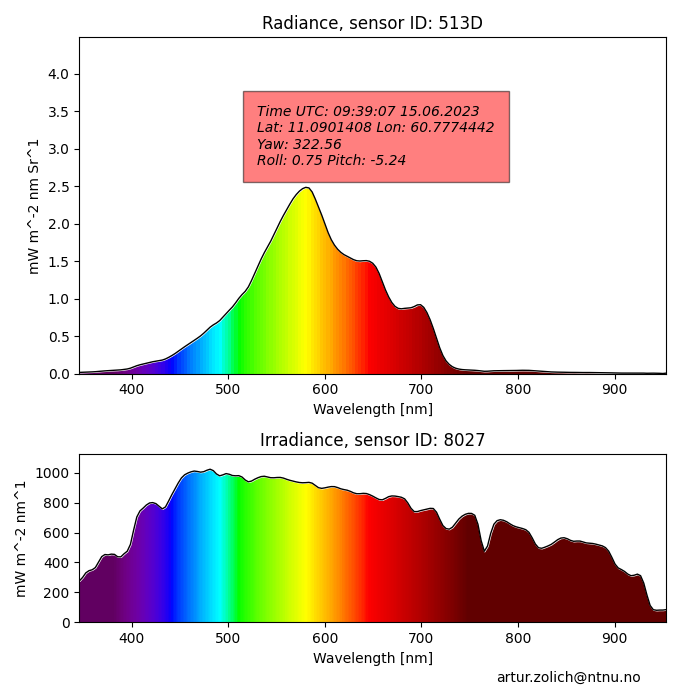 Radiance, sensor ID: 513D
4.0
3.5
3.0
2.5
2.0
1.5
1.0
0.5
0.0
mW m^-2 nm Sr^1
Time UTC: 09:39:07 15.06.2023
Lat: 11.0901408 Lon: 60.7774442
Yaw: 322.56
Roll: 0.75 Pitch: -5.24
400 500 600 700 800 900
Wavelength [nm]
Irradiance, sensor ID: 8027
1000
800
600
400
200
0
mW m^-2 nm^1
400 500 600 700 800 900
Wavelength [nm]
artur.zolich@ntnu.no